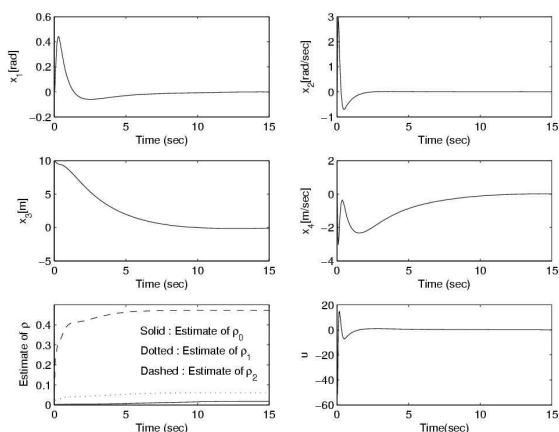 0.6
0.4
0.2
0
−0.2
x1[rad]
0 5 10 15
Time (sec)
3
2
1
0
−1
x2[rad/sec]
0 5 10 15
Time (sec)
10
5
0
−5
x3[m]
0 5 10 15
Time (sec)
2
0
−2
−4
x4[m/sec]
0 5 10 15
Time (sec)
0.4
0.3
0.2
0.1
0
Estimate of ρ
Solid : Estimate of ρ0
Dotted : Estimate of ρ1
Dashed : Estimate of ρ2
0 5 10 15
Time (sec)
20
0
−20
−40
−60
u
0 5 10 15
Time(sec)